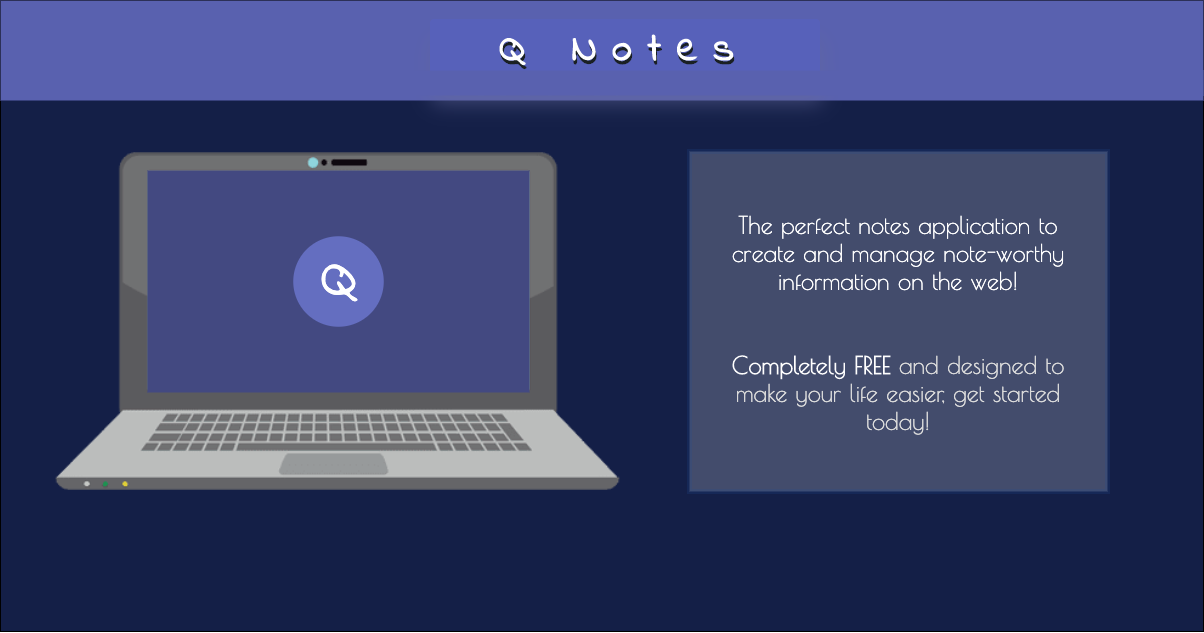 Q Notes
Q
The perfect notes application to
create and manage note-worthy
information on the web!
Completely FREE and designed to
make your life easier, get started
today!